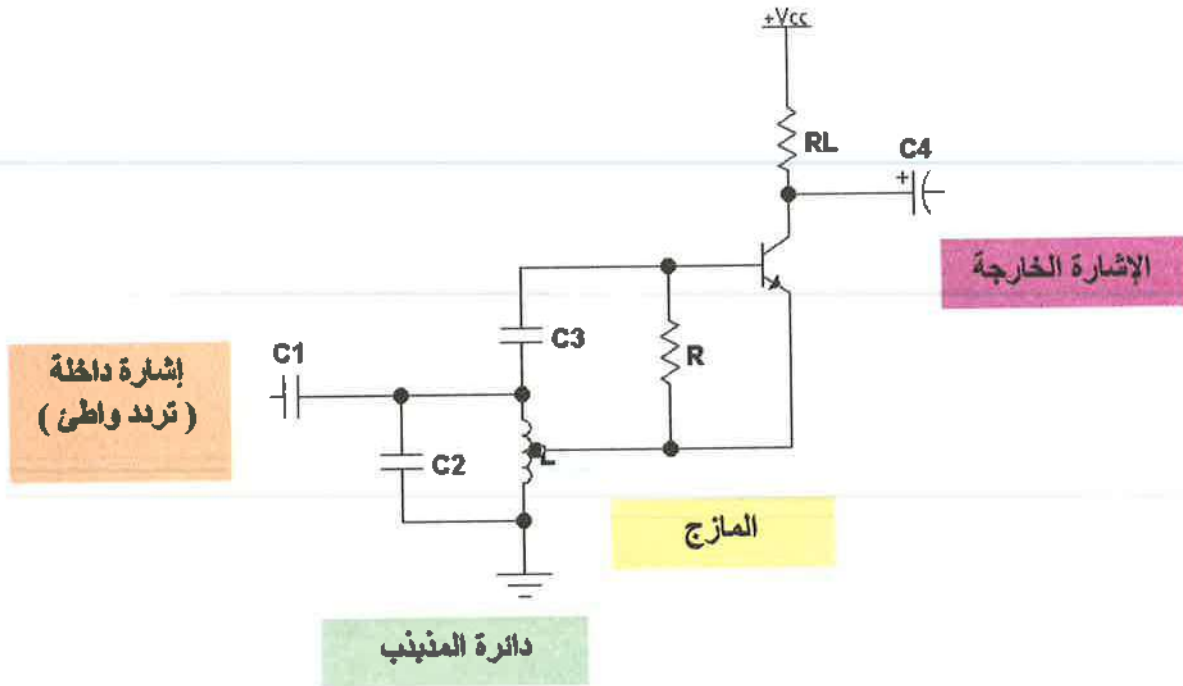 +Vcc
RL
C4
+
الإشارة الخارجة
C3
R
C1
إشارة داخلة
( تردد واطئ )
C2
L
المازج
دائرة المذبذب